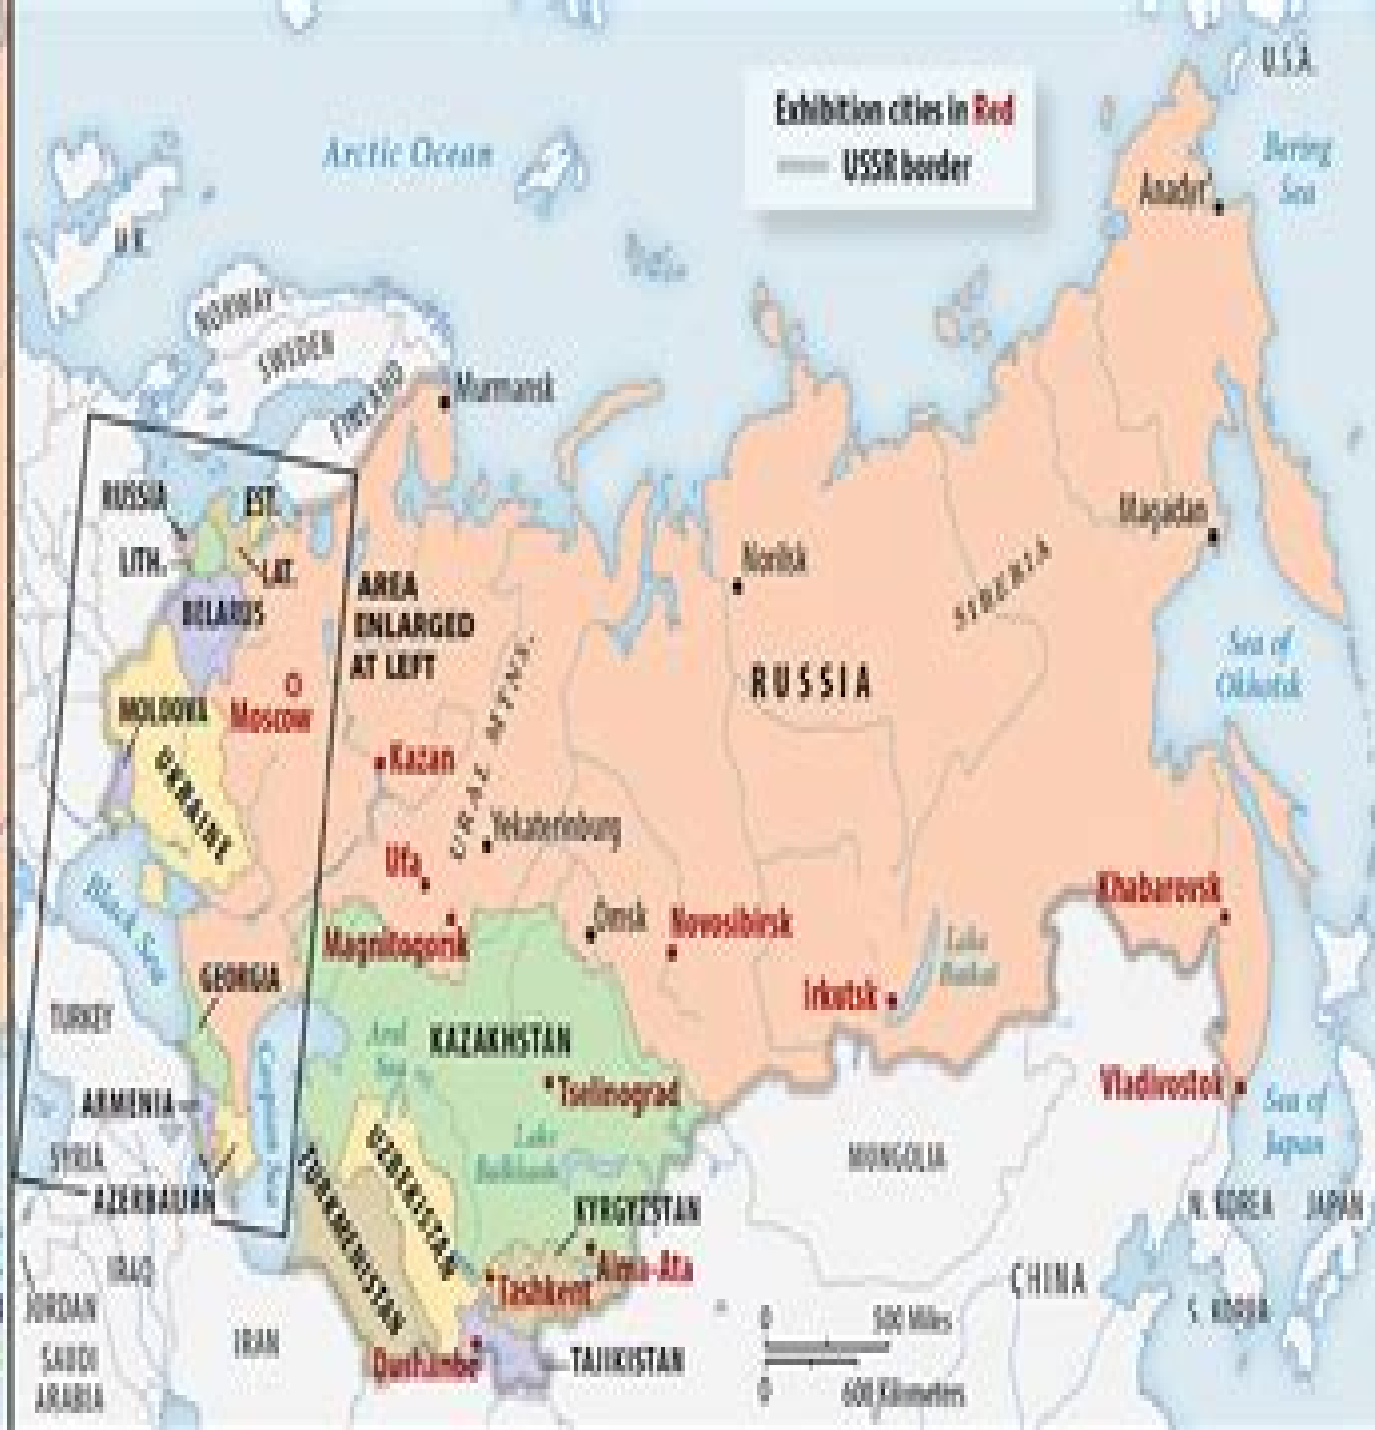 U.S.A.
Exhibition cities in Red
USSR border
Arctic Ocean
Bering
Sea
Anadyr'
U.K.
NORWAY
SWEDEN
FINLAND
Murmansk
RUSSIA
EST.
LITH.
LAT.
BELARUS
AREA
ENLARGED
AT LEFT
Magadan
Norilsk
SIBERIA
Sea of
Okhotsk
RUSSIA
MOLDOVA
Moscow
URAL MTNS.
Kazan
UKRAINE
Yekaterinburg
Ufa
Black Sea
Khabarovsk
Magnitogorsk
Omsk
Novosibirsk
Lake
Baikal
GEORGIA
Irkutsk
TURKEY
Aral
Sea
KAZAKHSTAN
Caspian Sea
Tselinograd
Vladivostok
Sea of
Japan
ARMENIA
SYRIA
AZERBAIJAN
Lake
Balkhash
UZBEKISTAN
TURKMENISTAN
MONGOLIA
KYRGYZSTAN
N. KOREA
JAPAN
IRAQ
Alma-Ata
Tashkent
CHINA
JORDAN
S. KOREA
0
500 Miles
IRAN
Dushanbe
TAJIKISTAN
SAUDI
ARABIA
0
600 Kilometers